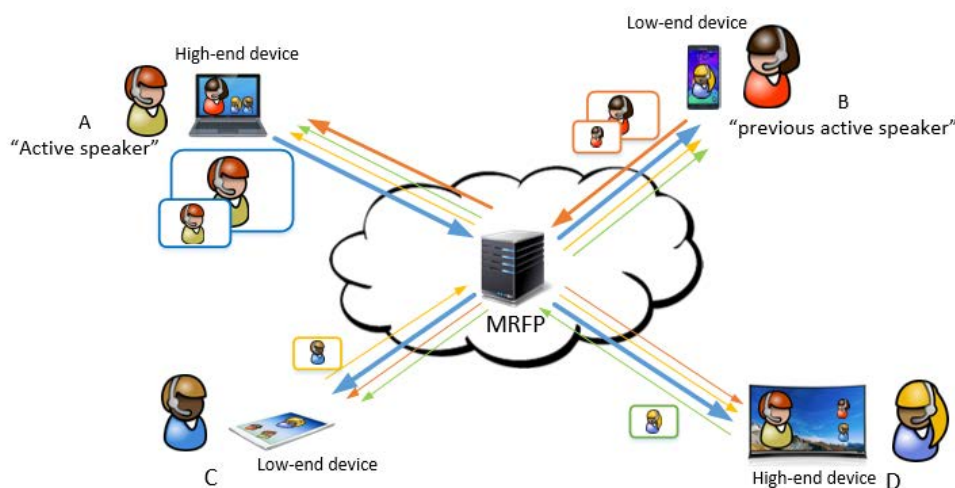 Low-end device
High-end device
A
"Active speaker"
B
"previous active speaker"
MRFP
C
Low-end device
High-end device
D